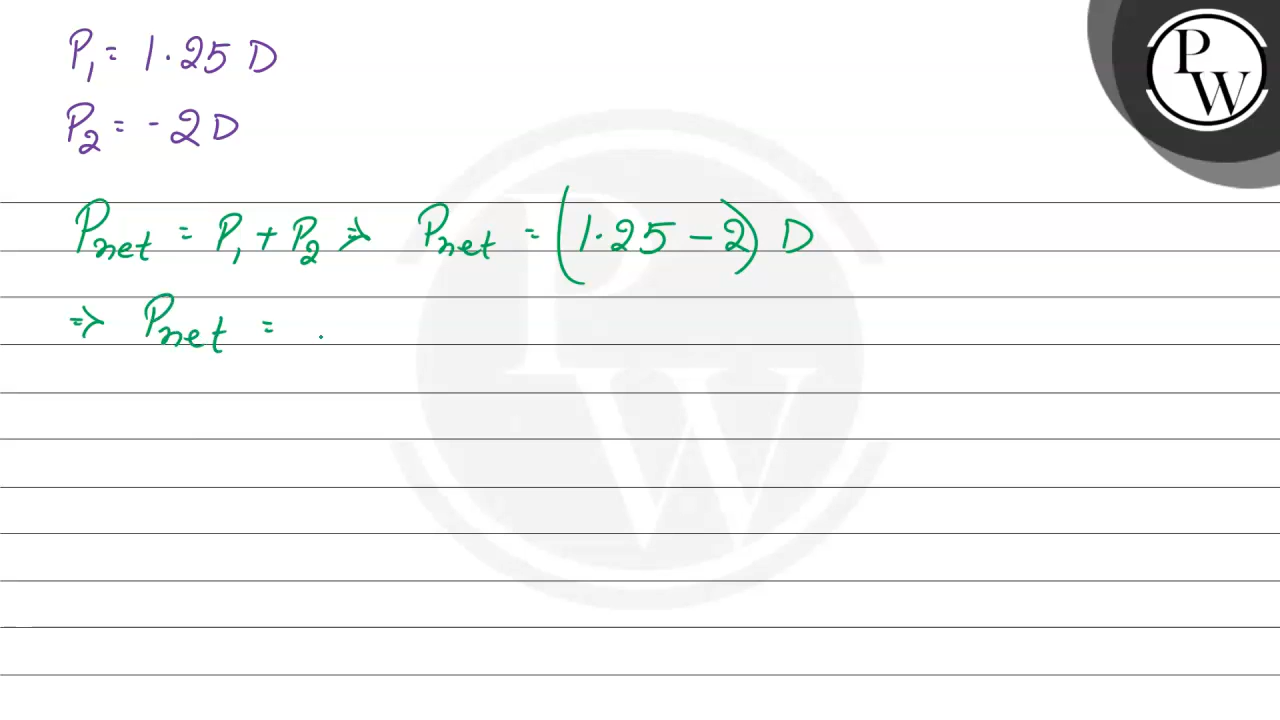 P₁ = 1.25 D
P₂ = -2 D
Pnet = P₁ + P₂ ⇒ Pnet = (1.25 - 2) D
⇒ Pnet =
P
W
P
W